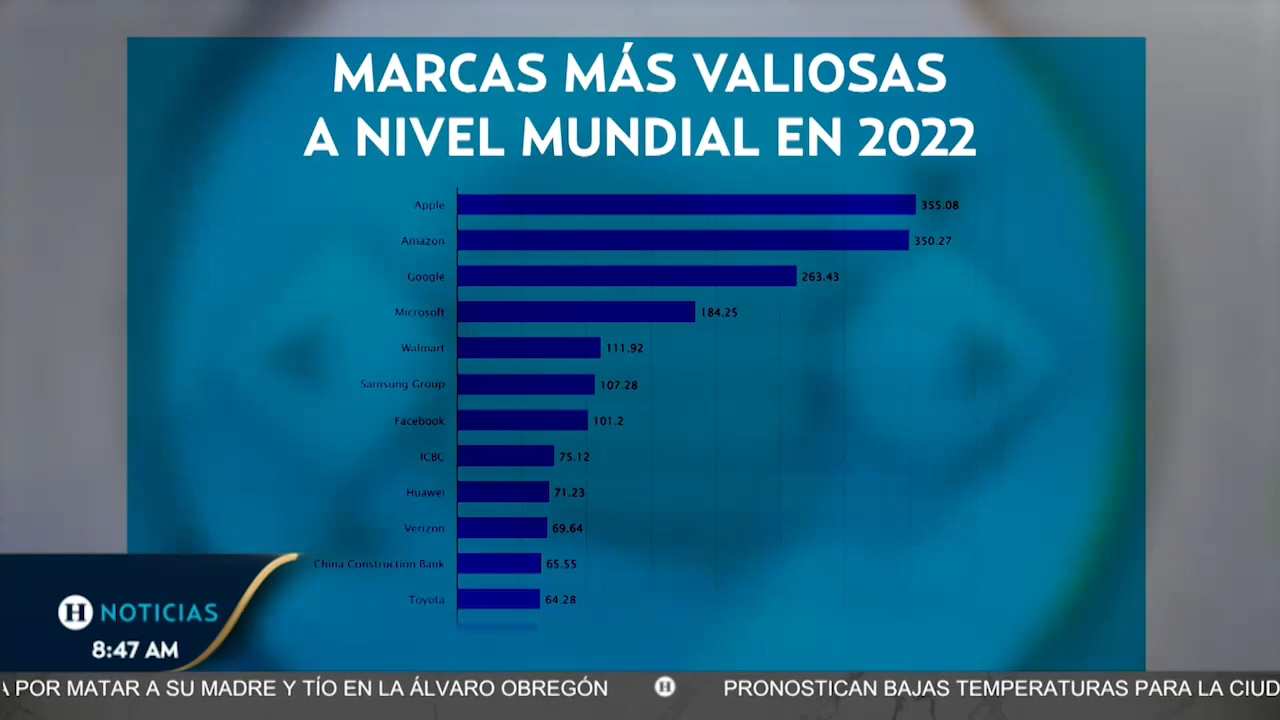 MARCAS MÁS VALIOSAS
A NIVEL MUNDIAL EN 2022
Apple 355.08
Amazon 350.27
Google 263.43
Microsoft 184.25
Walmart 111.92
Samsung Group 107.28
Facebook 101.2
ICBC 75.12
Huawei 71.23
Verizon 69.64
China Construction Bank 65.55
Toyota 64.28
H NOTICIAS
8:47 AM
A POR MATAR A SU MADRE Y TÍO EN LA ÁLVARO OBREGÓN H PRONOSTICAN BAJAS TEMPERATURAS PARA LA CIUD